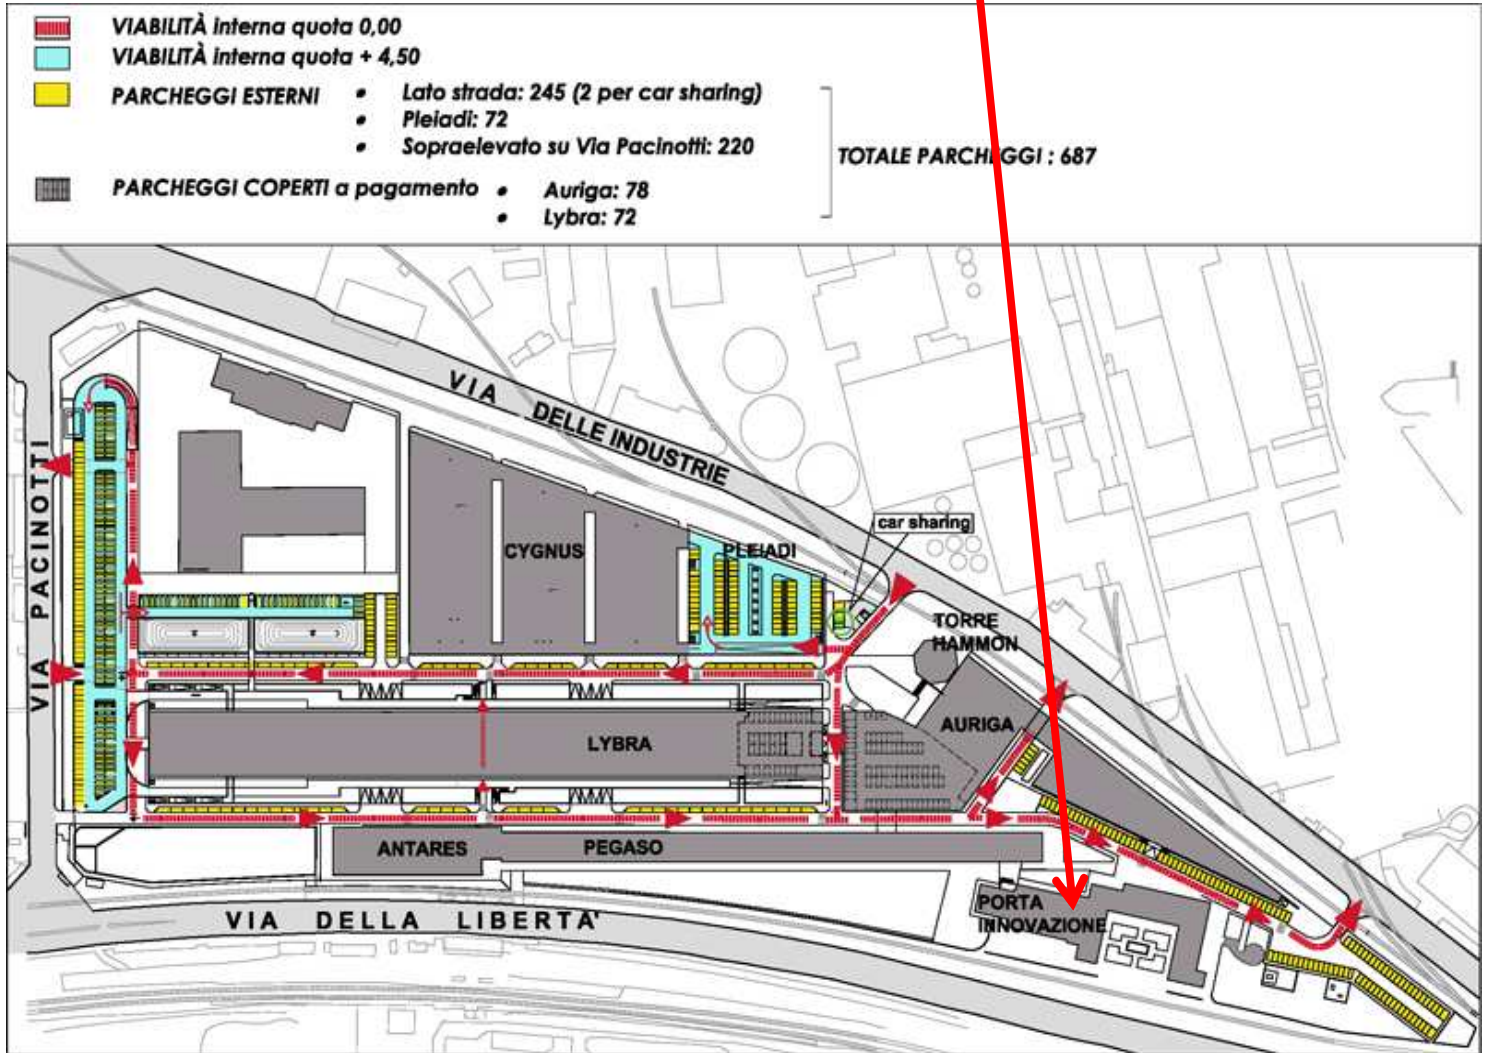 VIABILITÀ interna quota 0,00
VIABILITÀ interna quota + 4,50
PARCHEGGI ESTERNI • Lato strada: 245 (2 per car sharing)
• Pleiadi: 72
• Sopraelevato su Via Pacinotti: 220
TOTALE PARCHEGGI : 687
PARCHEGGI COPERTI a pagamento • Auriga: 78
• Lybra: 72
VIA DELLE INDUSTRIE
VIA PACINOTTI
car sharing
CYGNUS
PLEIADI
TORRE
HAMMON
AURIGA
LYBRA
ANTARES
PEGASO
PORTA
INNOVAZIONE
VIA DELLA LIBERTA'